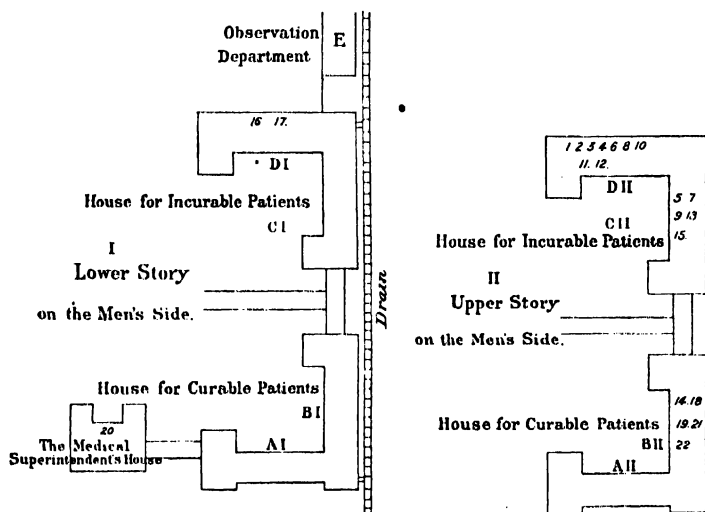 Observation
Department
E
16 17.
DI
House for Incurable Patients
CI
I
Lower Story
on the Men's Side.
Drain
House for Curable Patients
BI
AI
20
The Medical
Superintendent's House
1 2 3 4 6 8 10
11. 12.
DII
5 7
9 13
15.
CII
House for Incurable Patients
II
Upper Story
on the Men's Side.
14. 18
House for Curable Patients
19. 21
BII
22
AII